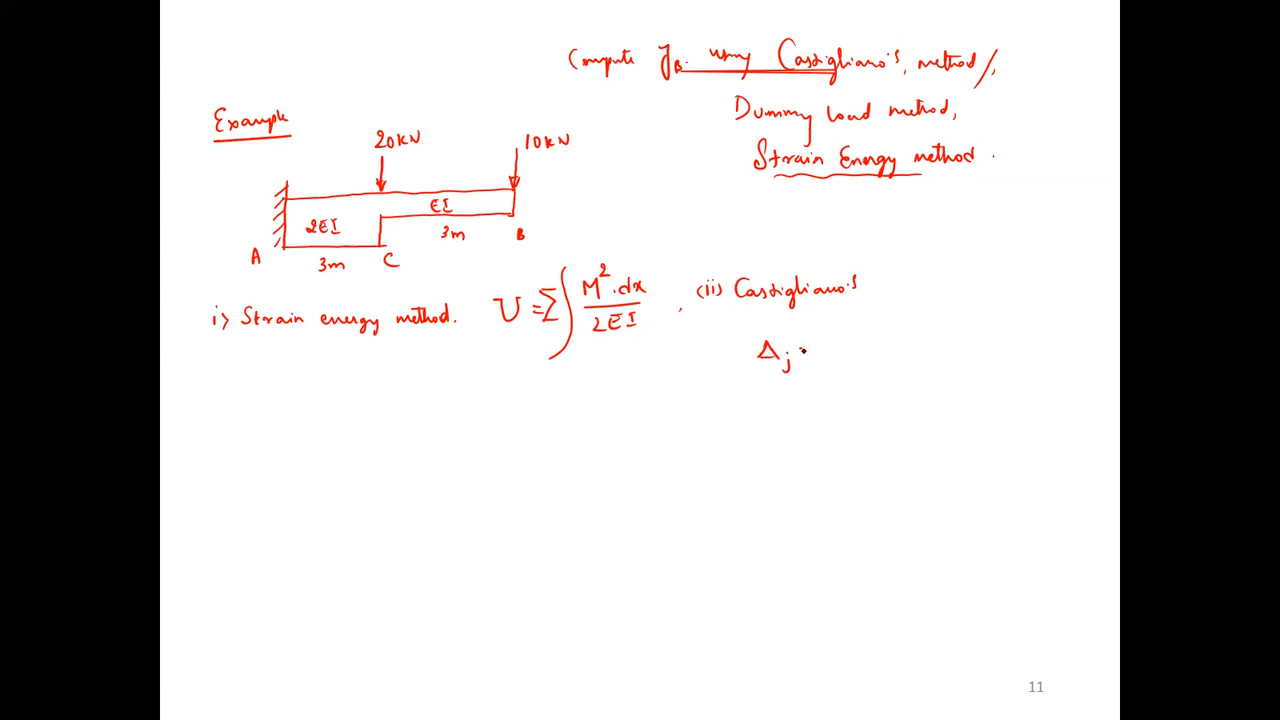 Compute yB. using Castigliano's, method/,
Dummy load method,
Strain Energy method.
Example
20KN 10KN
EI
2EI
3m B
A 3m C
i) Strain energy method. U = Σ∫ M².dx / 2EI , (ii) Castigliano's
Δj
11